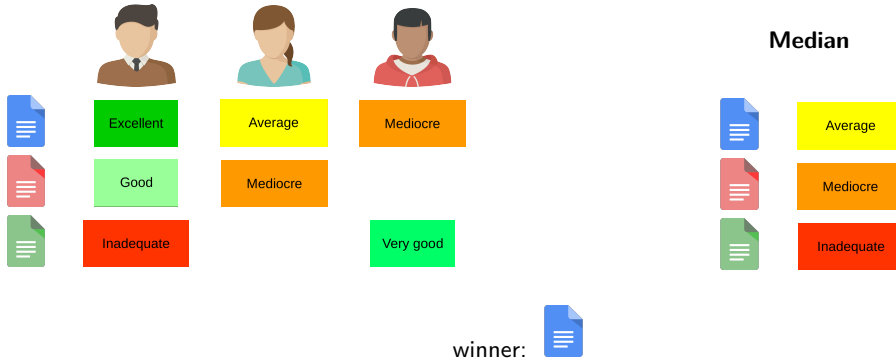 Median
Excellent Average Mediocre Average
Good Mediocre Mediocre
Inadequate Very good Inadequate
winner: